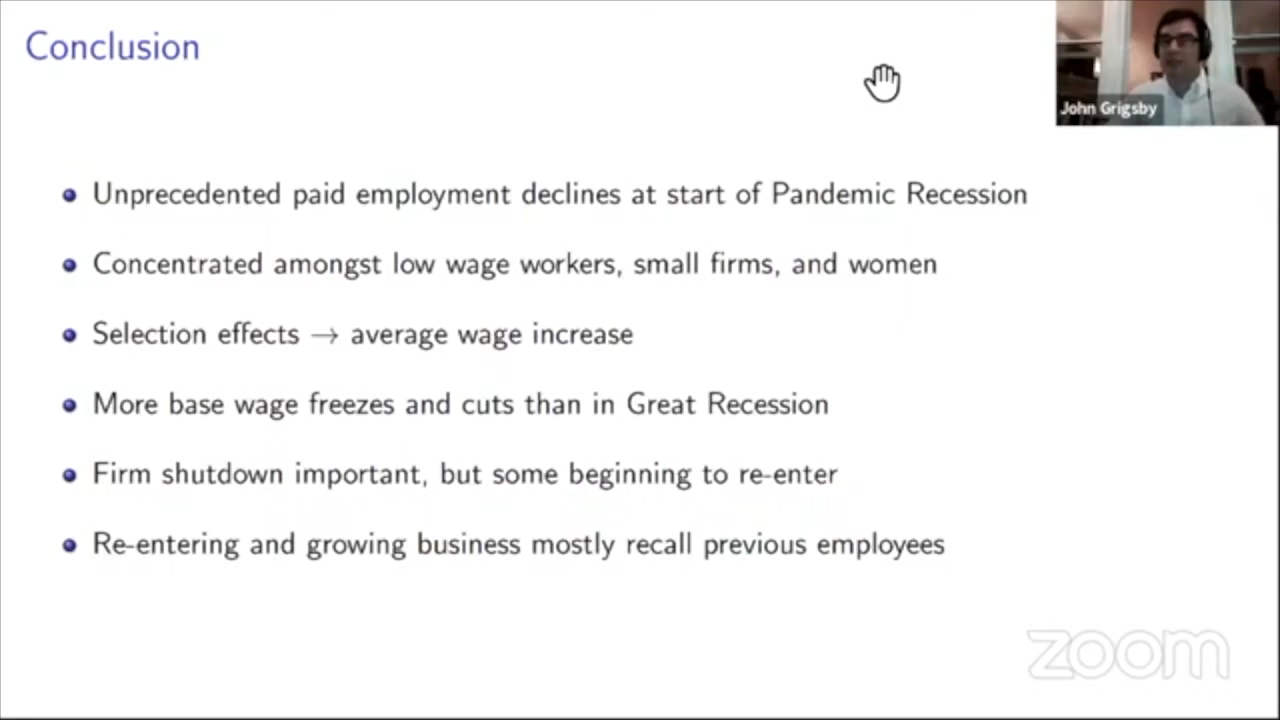 Conclusion
John Grigsby
Unprecedented paid employment declines at start of Pandemic Recession
Concentrated amongst low wage workers, small firms, and women
Selection effects → average wage increase
More base wage freezes and cuts than in Great Recession
Firm shutdown important, but some beginning to re-enter
Re-entering and growing business mostly recall previous employees
zoom